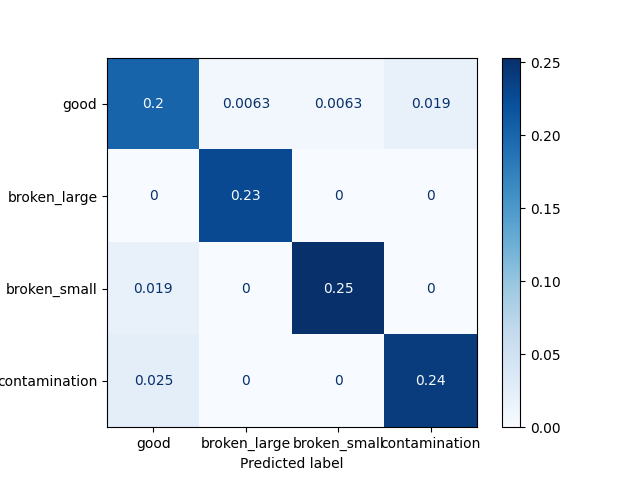 0.25
good 0.2 0.0063 0.0063 0.019
0.20
broken_large 0 0.23 0 0
0.15
0.10
broken_small 0.019 0 0.25 0
0.05
contamination 0.025 0 0 0.24
0.00
good broken_large broken_small contamination
Predicted label